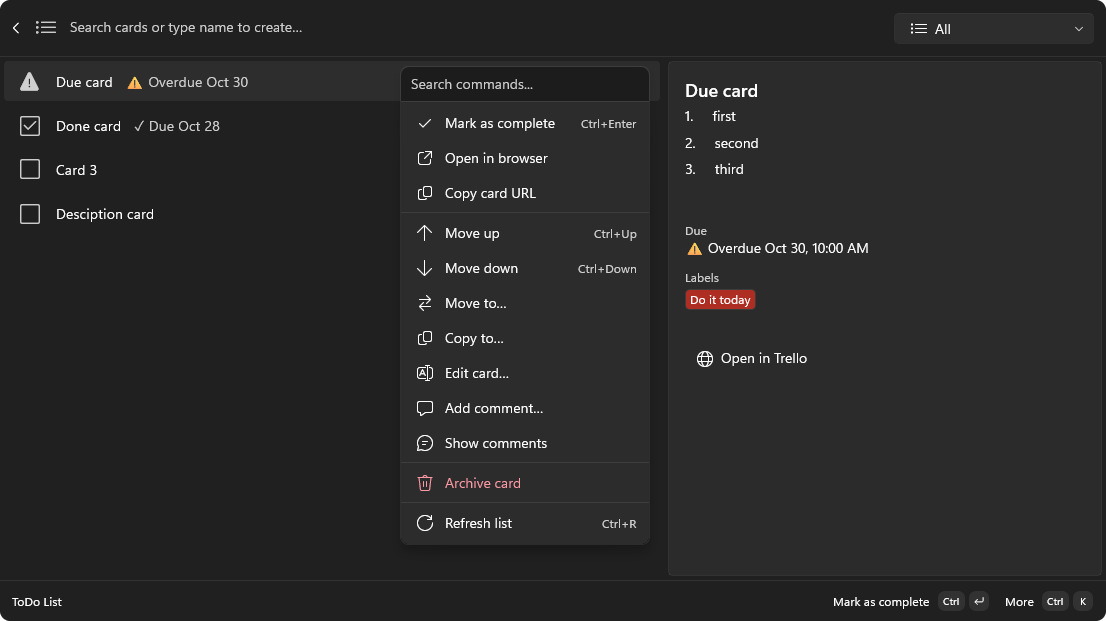 Search cards or type name to create...
All
Due card Overdue Oct 30
Done card Due Oct 28
Card 3
Desciption card
Search commands...
Mark as complete Ctrl+Enter
Open in browser
Copy card URL
Move up Ctrl+Up
Move down Ctrl+Down
Move to...
Copy to...
Edit card...
Add comment...
Show comments
Archive card
Refresh list Ctrl+R
Due card
1. first
2. second
3. third
Due
Overdue Oct 30, 10:00 AM
Labels
Do it today
Open in Trello
ToDo List
Mark as complete Ctrl ↵ More Ctrl K